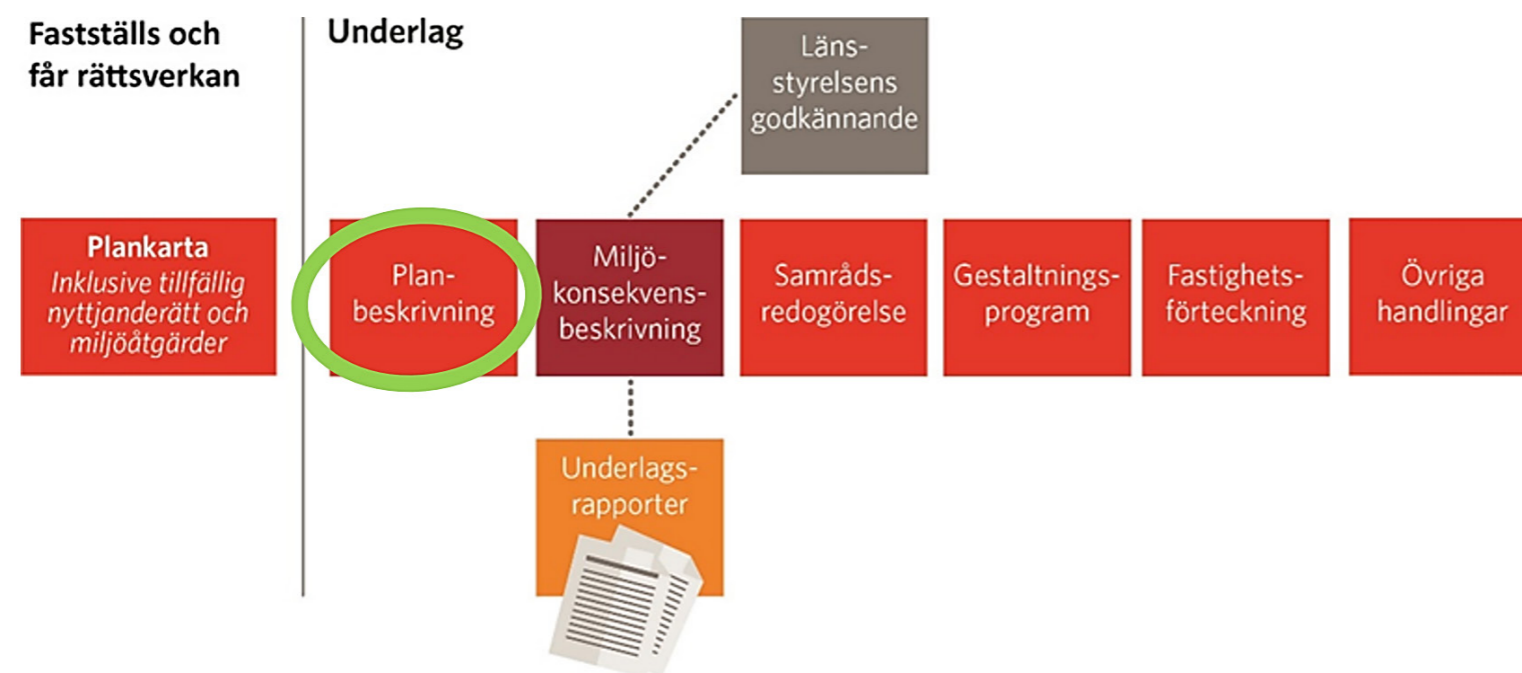 Fastställs och
får rättsverkan
Underlag
Läns-
styrelsens
godkännande
Plankarta
Inklusive tillfällig
nyttjanderätt och
miljöåtgärder
Plan-
beskrivning
Miljö-
konsekvens-
beskrivning
Samråds-
redogörelse
Gestaltnings-
program
Fastighets-
förteckning
Övriga
handlingar
Underlags-
rapporter